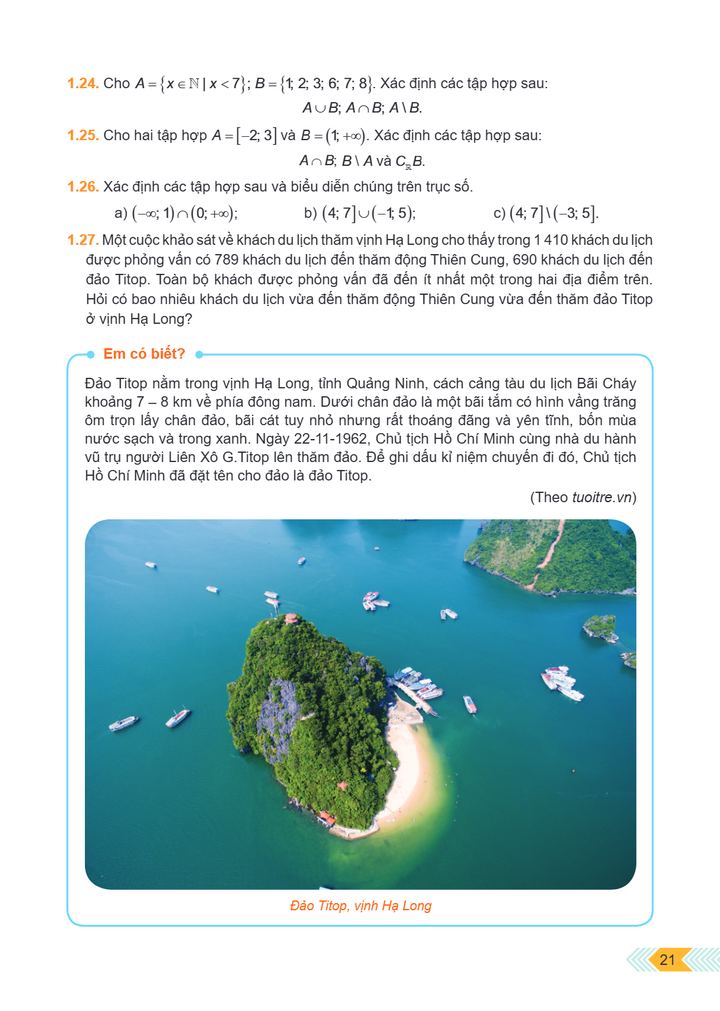 1.24. Cho A = {x ∈ ℕ | x < 7}; B = {1; 2; 3; 6; 7; 8}. Xác định các tập hợp sau:
A ∪ B; A ∩ B; A \ B.
1.25. Cho hai tập hợp A = [−2; 3] và B = (1; +∞). Xác định các tập hợp sau:
A ∩ B; B \ A và CℝB.
1.26. Xác định các tập hợp sau và biểu diễn chúng trên trục số.
a) (−∞; 1) ∩ (0; +∞); b) (4; 7] ∪ (−1; 5); c) (4; 7] \ (−3; 5].
1.27. Một cuộc khảo sát về khách du lịch thăm vịnh Hạ Long cho thấy trong 1 410 khách du lịch
được phỏng vấn có 789 khách du lịch đến thăm động Thiên Cung, 690 khách du lịch đến
đảo Titop. Toàn bộ khách được phỏng vấn đã đến ít nhất một trong hai địa điểm trên.
Hỏi có bao nhiêu khách du lịch vừa đến thăm động Thiên Cung vừa đến thăm đảo Titop
ở vịnh Hạ Long?
Em có biết?
Đảo Titop nằm trong vịnh Hạ Long, tỉnh Quảng Ninh, cách cảng tàu du lịch Bãi Cháy
khoảng 7 – 8 km về phía đông nam. Dưới chân đảo là một bãi tắm có hình vầng trăng
ôm trọn lấy chân đảo, bãi cát tuy nhỏ nhưng rất thoáng đãng và yên tĩnh, bốn mùa
nước sạch và trong xanh. Ngày 22-11-1962, Chủ tịch Hồ Chí Minh cùng nhà du hành
vũ trụ người Liên Xô G.Titop lên thăm đảo. Để ghi dấu kỉ niệm chuyến đi đó, Chủ tịch
Hồ Chí Minh đã đặt tên cho đảo là đảo Titop.
(Theo tuoitre.vn)
Đảo Titop, vịnh Hạ Long
21